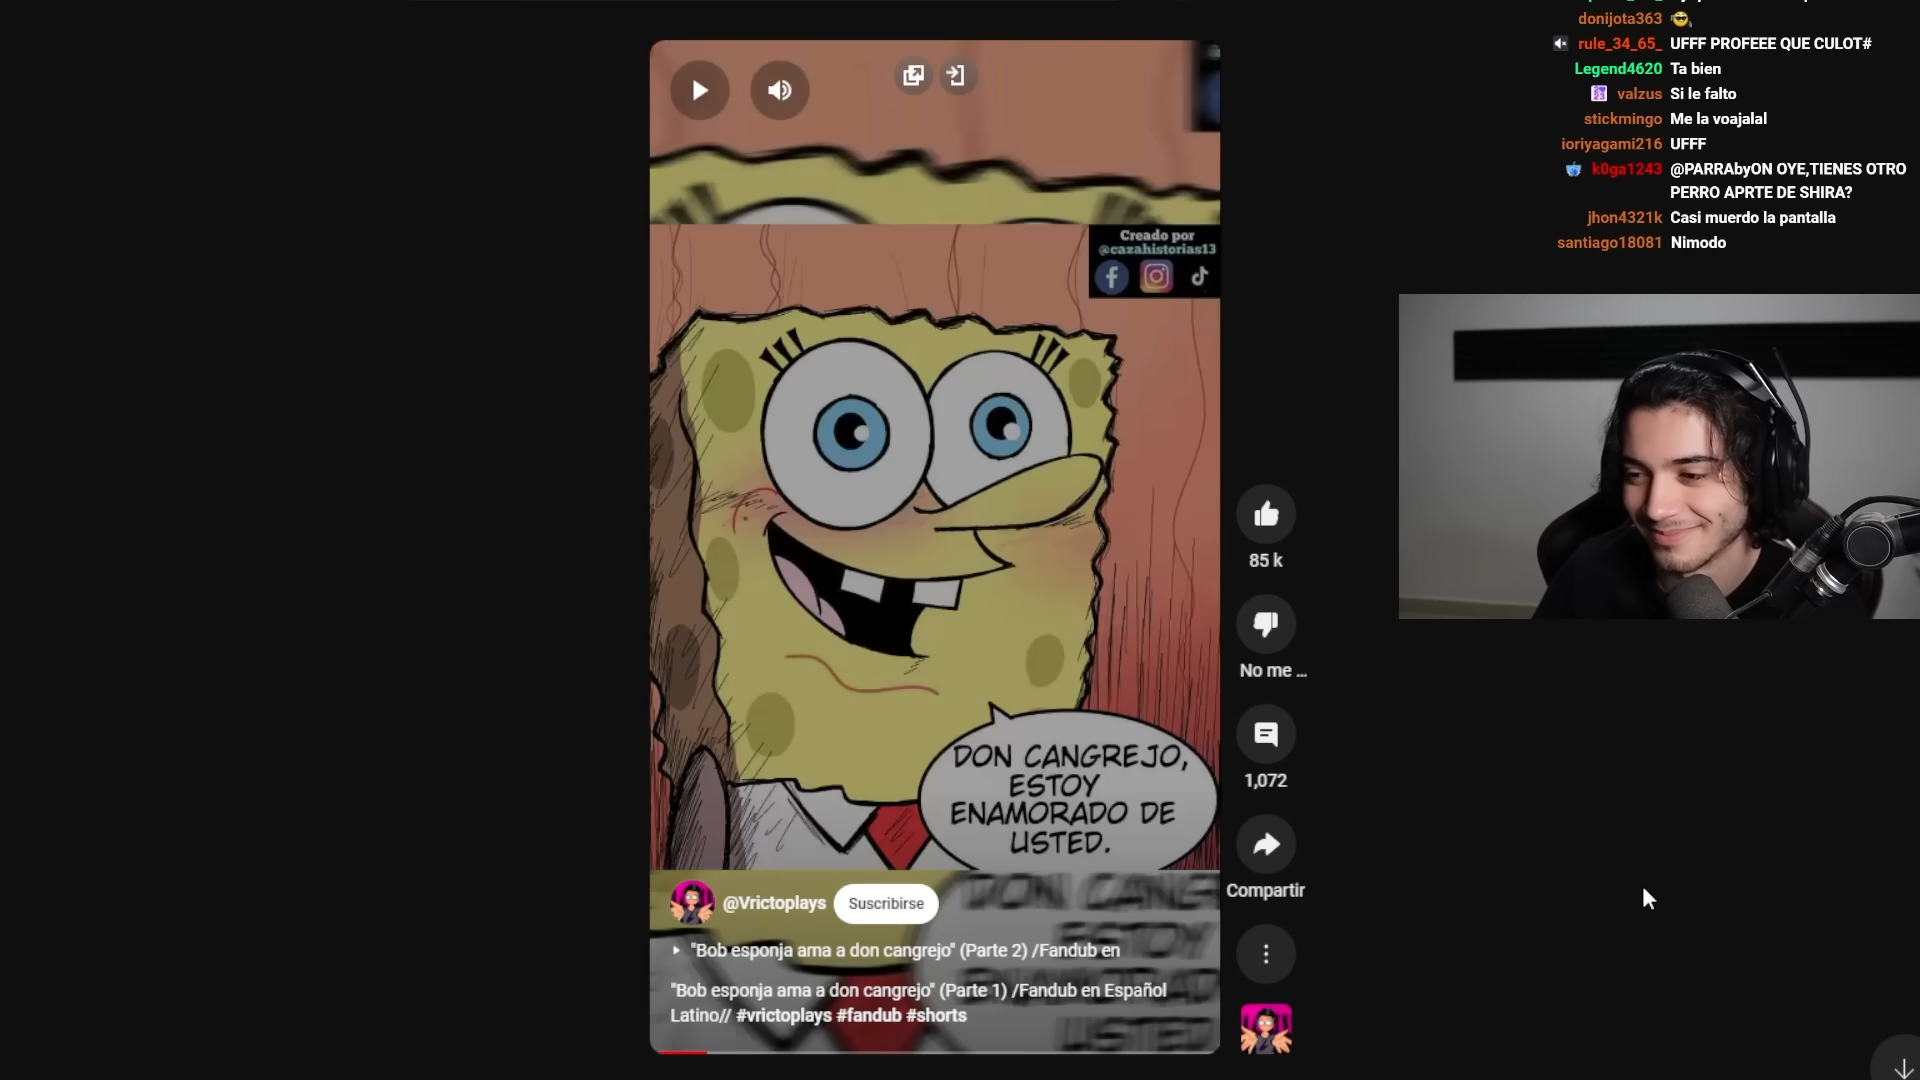 donijota363
rule_34_65_ UFFF PROFEEE QUE CULOT#
Legend4620 Ta bien
valzus Si le falto
stickmingo Me la voajalal
ioriyagami216 UFFF
k0ga1243 @PARRAbyON OYE,TIENES OTRO
PERRO APRTE DE SHIRA?
jhon4321k Casi muerdo la pantalla
santiago18081 Nimodo
Creado por
@cazahistorias13
DON CANGREJO,
ESTOY
ENAMORADO DE
USTED.
85 k
No me ...
1,072
Compartir
@Vrictoplays Suscribirse
"Bob esponja ama a don cangrejo" (Parte 2) /Fandub en
"Bob esponja ama a don cangrejo" (Parte 1) /Fandub en Español
Latino// #vrictoplays #fandub #shorts